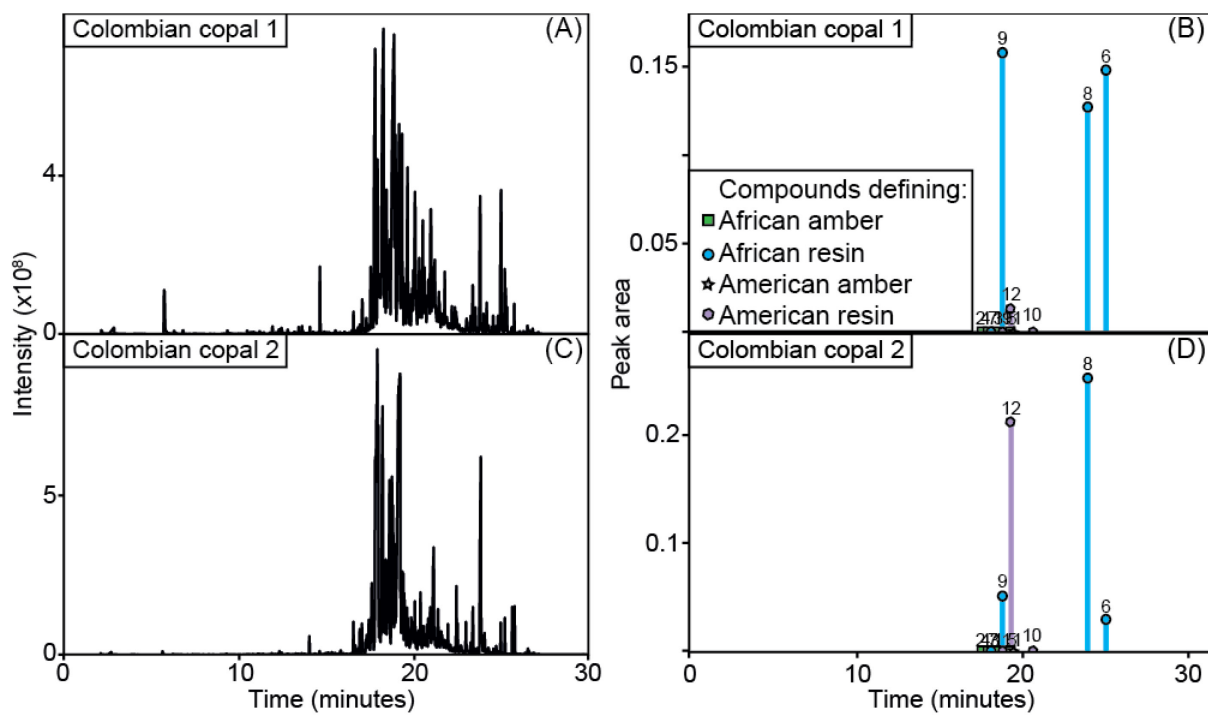 Colombian copal 1
(A)
4
0
Colombian copal 2
(C)
5
0
0
10
20
30
Time (minutes)
Intensity (x10⁸)
Colombian copal 1
(B)
9
6
8
0.15
0.05
Compounds defining:
African amber
African resin
American amber
American resin
12
10
Colombian copal 2
(D)
8
12
9
6
10
0.2
0.1
0
10
20
30
Time (minutes)
Peak area